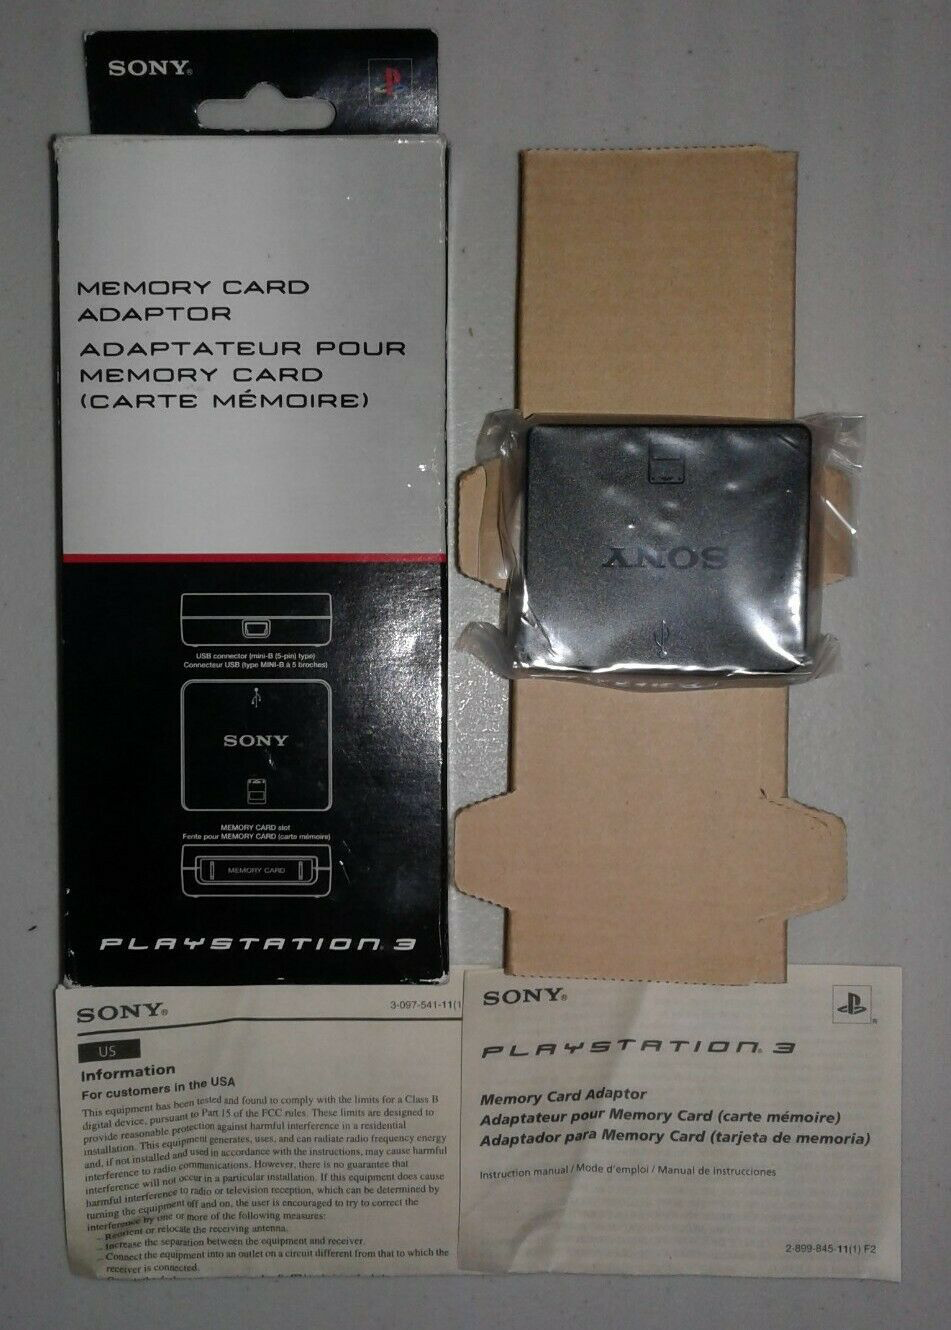 SONY®
MEMORY CARD
ADAPTOR
ADAPTATEUR POUR
MEMORY CARD
(CARTE MÉMOIRE)
USB connector (mini-B (5-pin) type)
Connecteur USB (type MINI-B à 5 broches)
SONY
MEMORY CARD slot
Fente pour MEMORY CARD (carte mémoire)
MEMORY CARD
PLAYSTATION®3
SONY
SONY®
3-097-541-11(1
US
Information
For customers in the USA
This equipment has been tested and found to comply with the limits for a Class B
digital device, pursuant to Part 15 of the FCC rules. These limits are designed to
provide reasonable protection against harmful interference in a residential
installation. This equipment generates, uses, and can radiate radio frequency energy
and, if not installed and used in accordance with the instructions, may cause harmful
interference to radio communications. However, there is no guarantee that
interference will not occur in a particular installation. If this equipment does cause
harmful interference to radio or television reception, which can be determined by
turning the equipment off and on, the user is encouraged to try to correct the
interference by one or more of the following measures:
– Reorient or relocate the receiving antenna.
– Increase the separation between the equipment and receiver.
– Connect the equipment into an outlet on a circuit different from that to which the
receiver is connected.
SONY®
PLAYSTATION®3
Memory Card Adaptor
Adaptateur pour Memory Card (carte mémoire)
Adaptador para Memory Card (tarjeta de memoria)
Instruction manual / Mode d'emploi / Manual de Instrucciones
2-899-845-11(1) F2